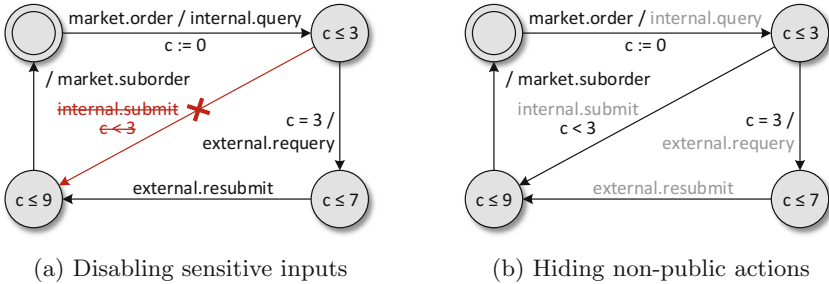 market.order / internal.query
c := 0
c ≤ 3
/ market.suborder
internal.submit
c < 3
c = 3 /
external.requery
external.resubmit
c ≤ 9
c ≤ 7
(a) Disabling sensitive inputs
market.order / internal.query
c := 0
c ≤ 3
/ market.suborder
internal.submit
c < 3
c = 3 /
external.requery
external.resubmit
c ≤ 9
c ≤ 7
(b) Hiding non-public actions